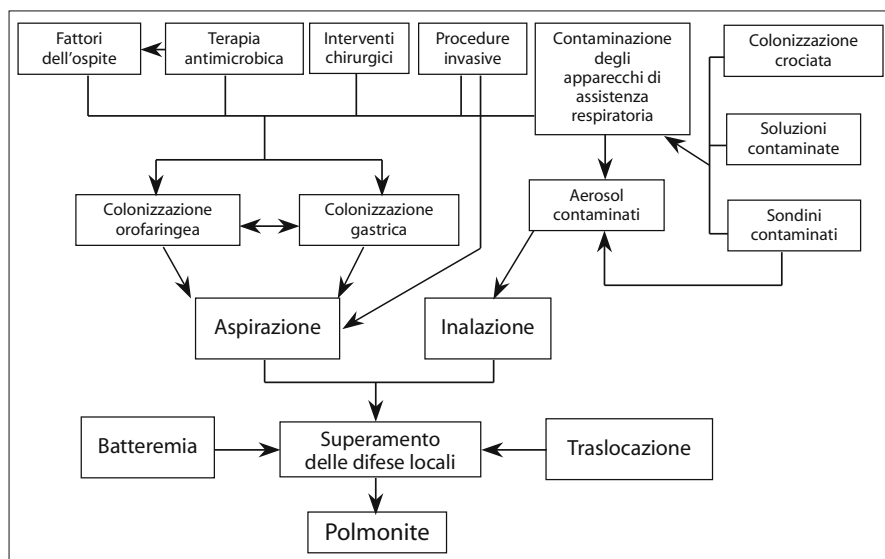 Fattori
dell'ospite
Terapia
antimicrobica
Interventi
chirurgici
Procedure
invasive
Contaminazione
degli
apparecchi di
assistenza
respiratoria
Colonizzazione
crociata
Soluzioni
contaminate
Sondini
contaminati
Aerosol
contaminati
Colonizzazione
orofaringea
Colonizzazione
gastrica
Aspirazione
Inalazione
Batteremia
Superamento
delle difese locali
Traslocazione
Polmonite